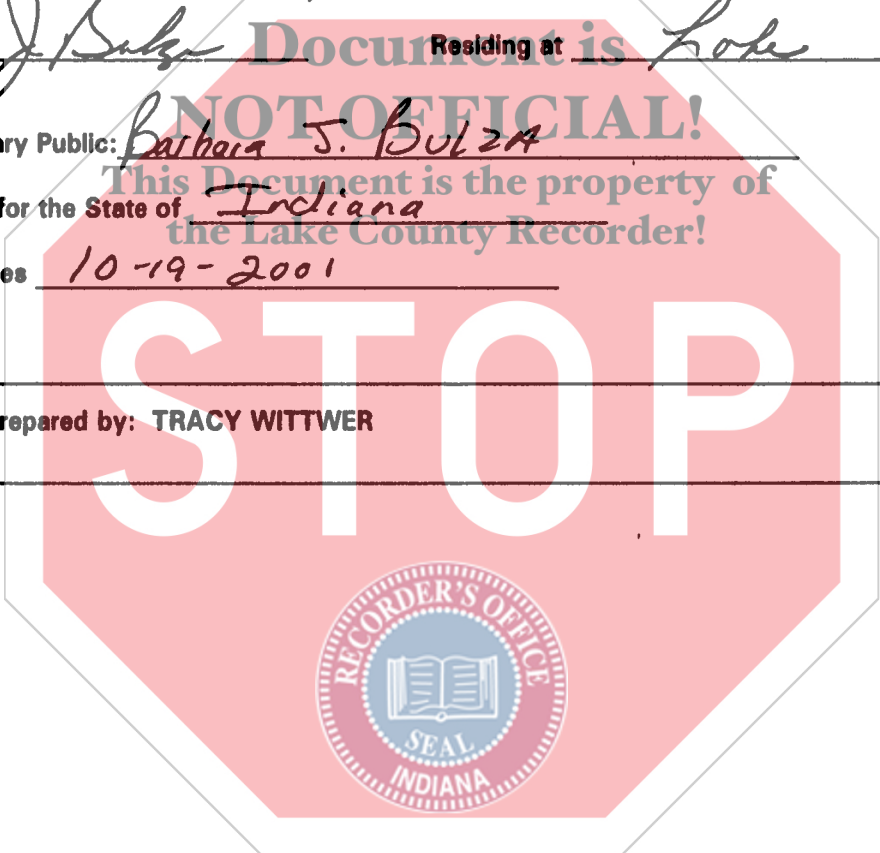 J. Bulza Residing at Lake
Document is
NOT OFFICIAL!
ry Public: Barbara J. BULZA
This Document is the property of
for the State of Indiana
the Lake County Recorder!
es 10-19-2001
STOP
repared by: TRACY WITTWER
RECORDER'S OFFICE
SEAL
INDIANA